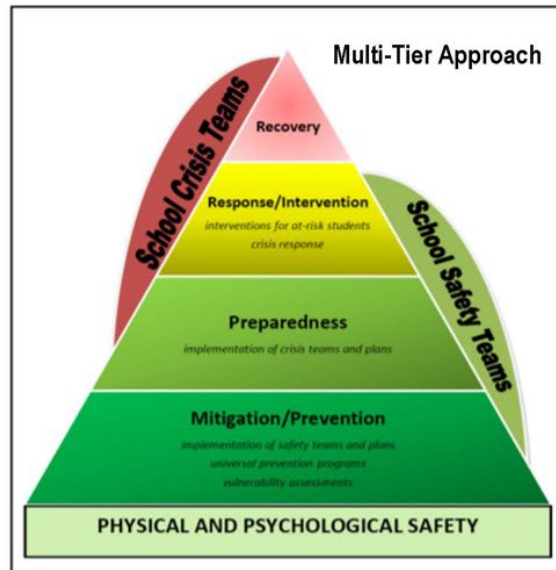 Multi-Tier Approach
School Crisis Teams
Recovery
Response/Intervention
interventions for at-risk students
crisis response
School Safety Teams
Preparedness
implementation of crisis teams and plans
Mitigation/Prevention
implementation of safety teams and plans
universal prevention programs
vulnerability assessments
PHYSICAL AND PSYCHOLOGICAL SAFETY